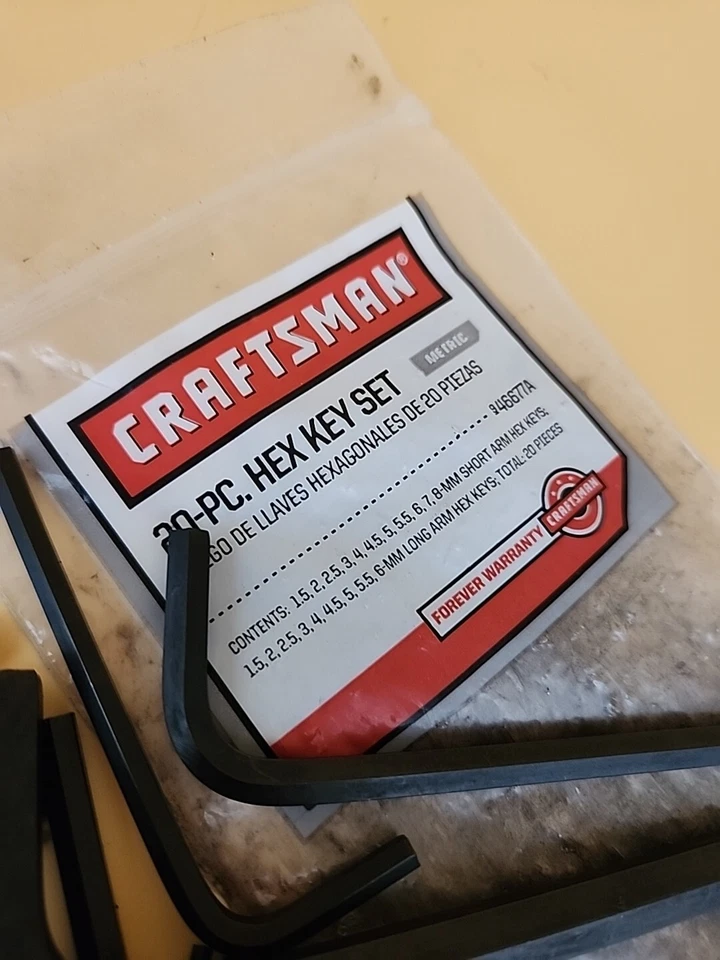 CRAFTSMAN®
METRIC
20-PC. HEX KEY SET
JUEGO DE LLAVES HEXAGONALES DE 20 PIEZAS
946677A
CONTENTS: 1.5, 2, 2.5, 3, 4, 4.5, 5, 5.5, 6, 7, 8-MM SHORT ARM HEX KEYS;
1.5, 2, 2.5, 3, 4, 4.5, 5, 5.5, 6-MM LONG ARM HEX KEYS; TOTAL: 20 PIECES
FOREVER WARRANTY
CRAFTSMAN